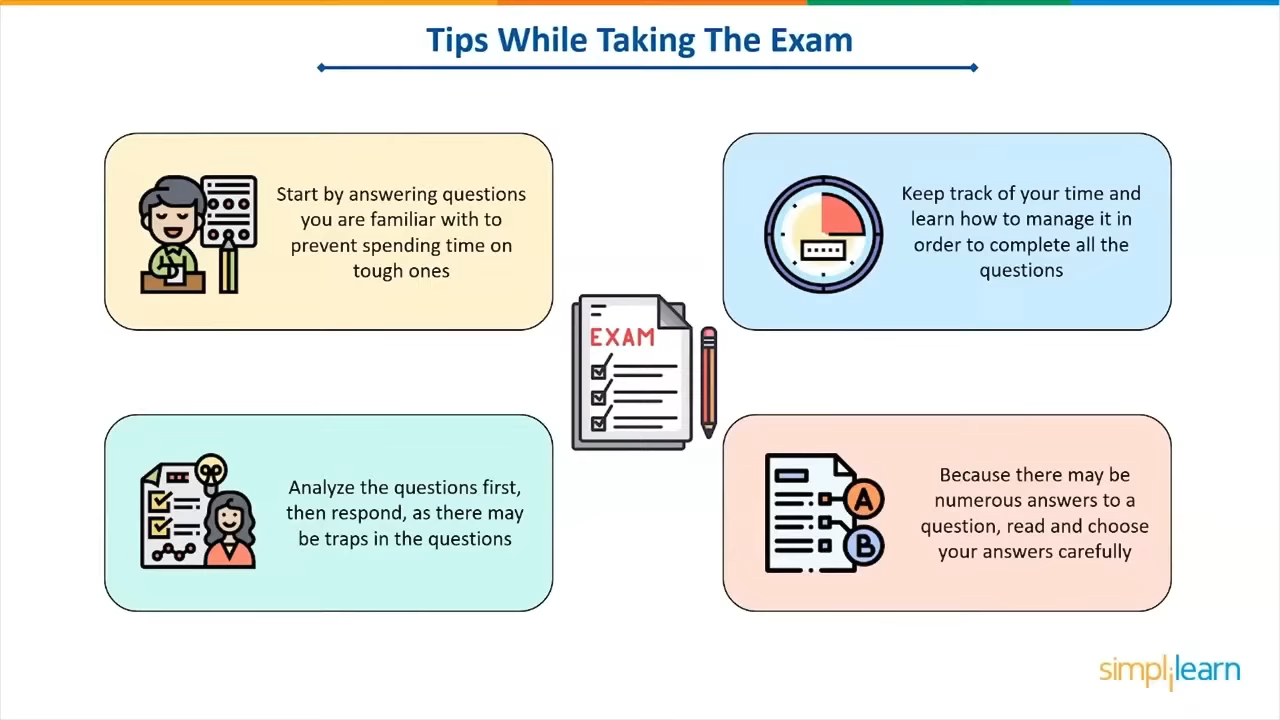 Tips While Taking The Exam
Start by answering questions
you are familiar with to
prevent spending time on
tough ones
Keep track of your time and
learn how to manage it in
order to complete all the
questions
EXAM
Analyze the questions first,
then respond, as there may
be traps in the questions
Because there may be
numerous answers to a
question, read and choose
your answers carefully
A
B
simplilearn